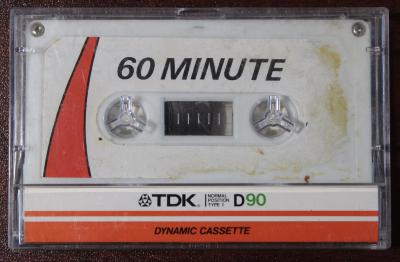 60 MINUTE
TDK NORMAL POSITION TYPE I D90
DYNAMIC CASSETTE